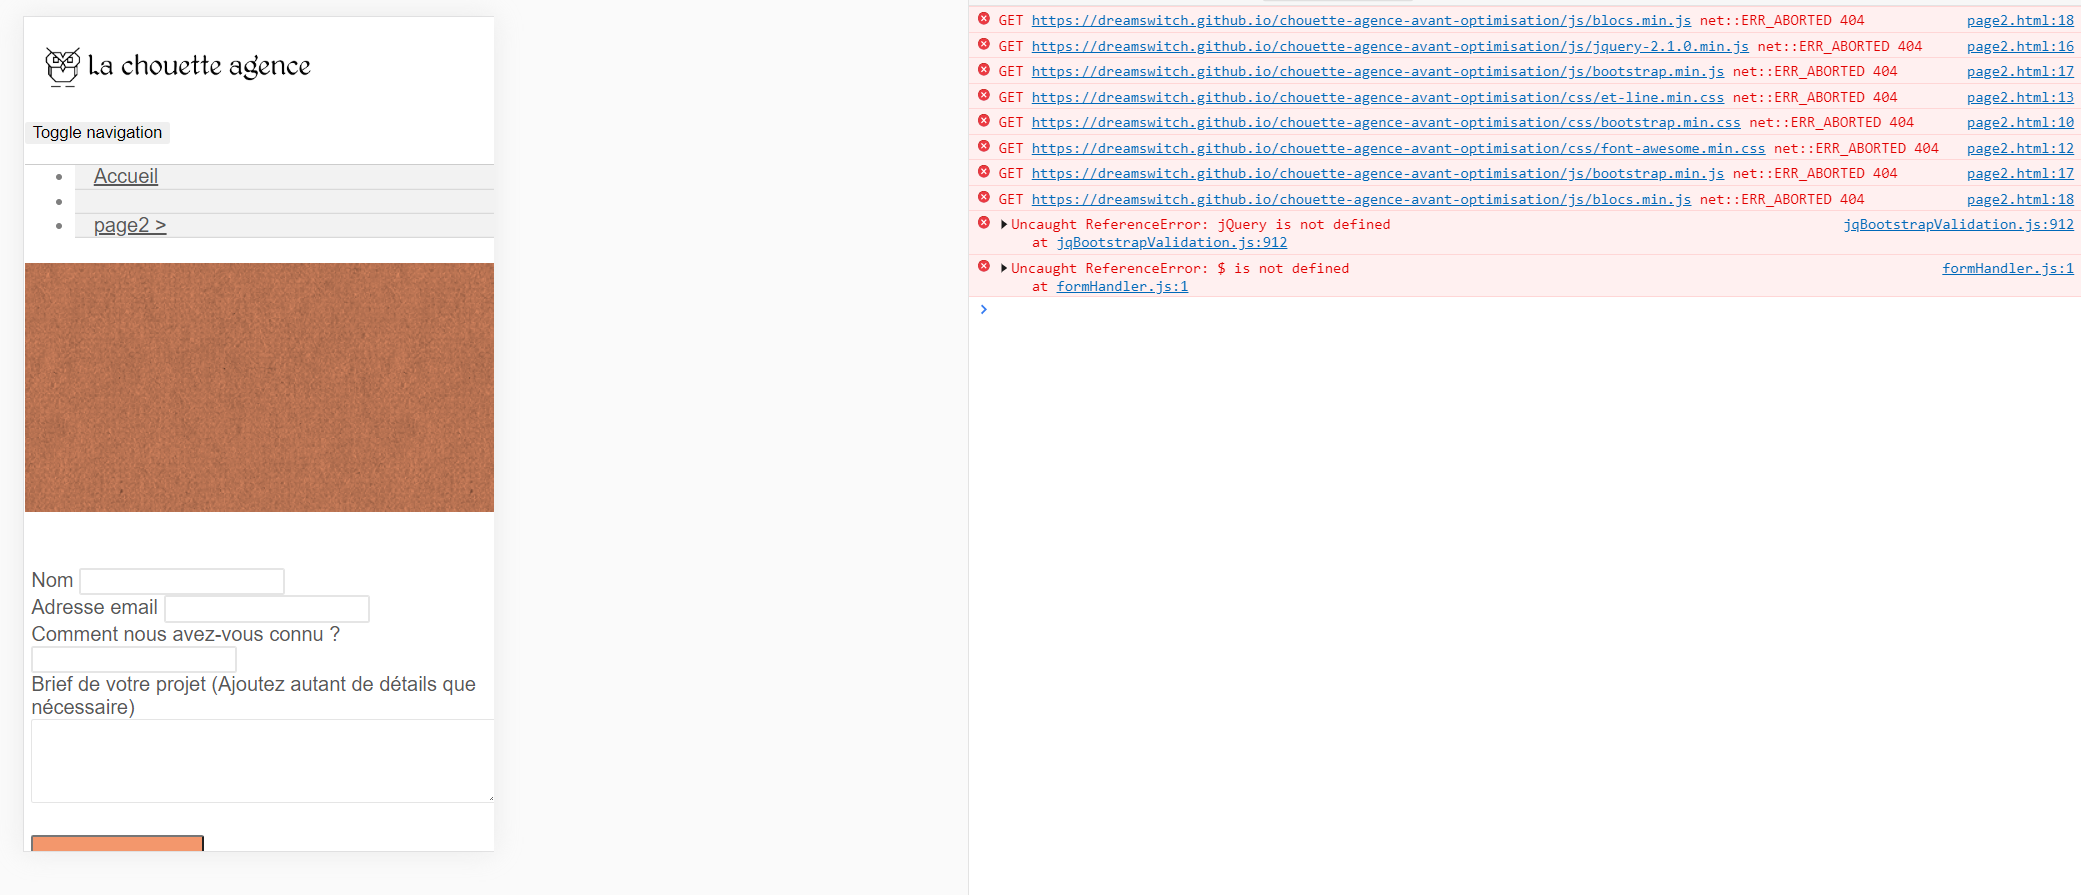 La chouette agence
Toggle navigation
Accueil
page2 >
Nom
Adresse email
Comment nous avez-vous connu ?
Brief de votre projet (Ajoutez autant de détails que
nécessaire)
GET https://dreamswitch.github.io/chouette-agence-avant-optimisation/js/blocs.min.js net::ERR_ABORTED 404 page2.html:18
GET https://dreamswitch.github.io/chouette-agence-avant-optimisation/js/jquery-2.1.0.min.js net::ERR_ABORTED 404 page2.html:16
GET https://dreamswitch.github.io/chouette-agence-avant-optimisation/js/bootstrap.min.js net::ERR_ABORTED 404 page2.html:17
GET https://dreamswitch.github.io/chouette-agence-avant-optimisation/css/et-line.min.css net::ERR_ABORTED 404 page2.html:13
GET https://dreamswitch.github.io/chouette-agence-avant-optimisation/css/bootstrap.min.css net::ERR_ABORTED 404 page2.html:10
GET https://dreamswitch.github.io/chouette-agence-avant-optimisation/css/font-awesome.min.css net::ERR_ABORTED 404 page2.html:12
GET https://dreamswitch.github.io/chouette-agence-avant-optimisation/js/bootstrap.min.js net::ERR_ABORTED 404 page2.html:17
GET https://dreamswitch.github.io/chouette-agence-avant-optimisation/js/blocs.min.js net::ERR_ABORTED 404 page2.html:18
Uncaught ReferenceError: jQuery is not defined jqBootstrapValidation.js:912
at jqBootstrapValidation.js:912
Uncaught ReferenceError: $ is not defined formHandler.js:1
at formHandler.js:1